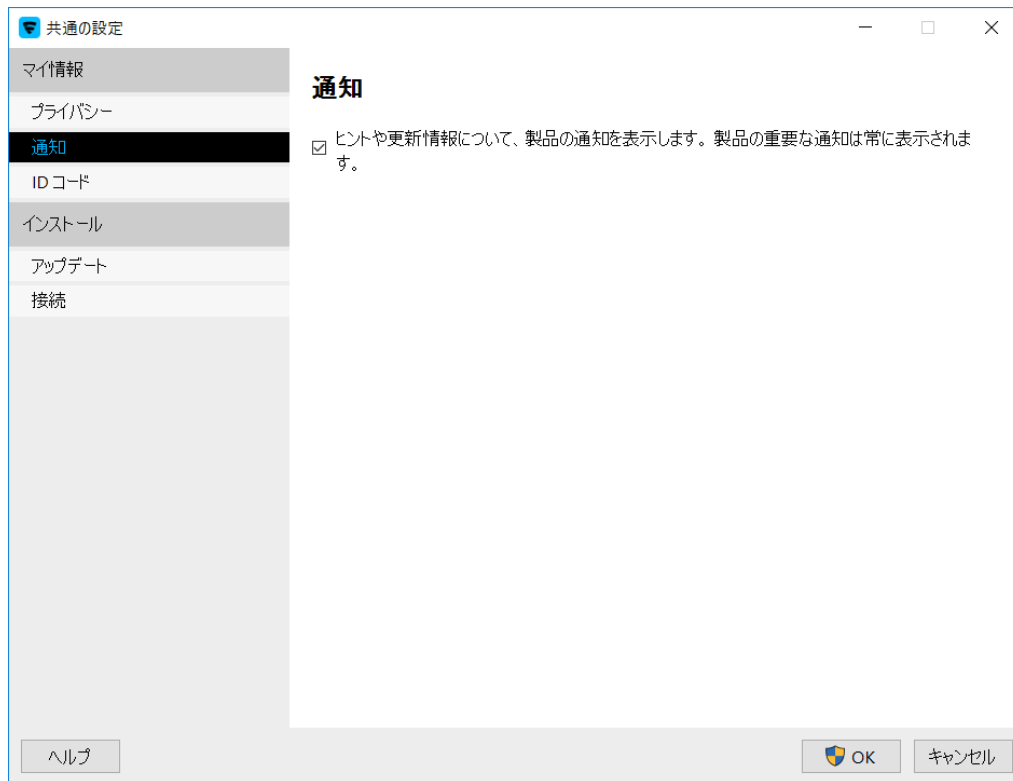 共通の設定
マイ情報
プライバシー
通知
ID コード
インストール
アップデート
接続
通知
ヒントや更新情報について、製品の通知を表示します。製品の重要な通知は常に表示されま
す。
ヘルプ
OK
キャンセル